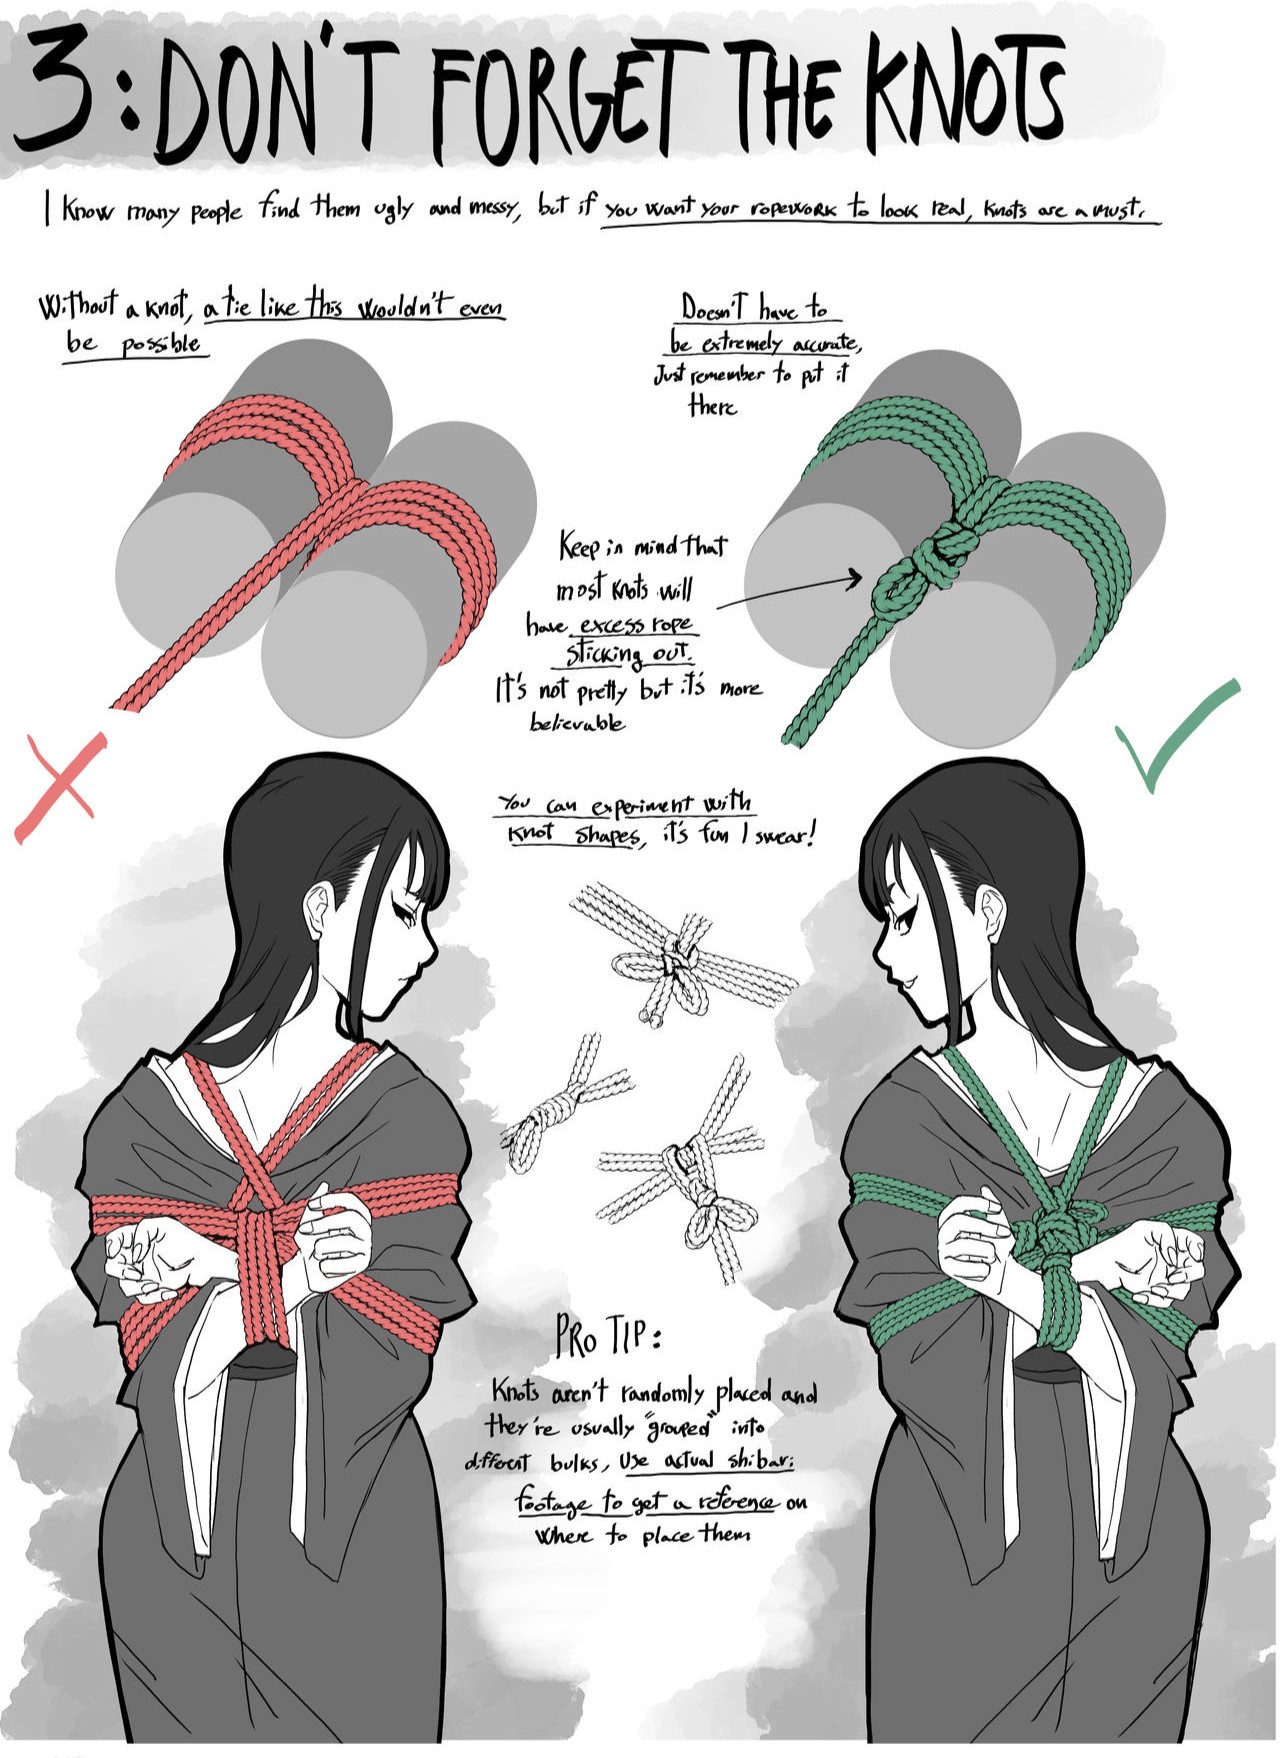 3: DON'T FORGET THE KNOTS
I know many people find them ugly and messy, but if you want your ropework to look real, knots are a must.
Without a knot, a tie like this wouldn't even
be possible
Doesn't have to
be extremely accurate,
Just remember to put it
there
Keep in mind that
most knots will
have excess rope
sticking out.
It's not pretty but it's more
believable
You can experiment with
knot shapes, it's fun I swear!
PRO TIP:
Knots aren't randomly placed and
they're usually "grouped" into
different bulks, Use actual shibari
footage to get a reference on
where to place them